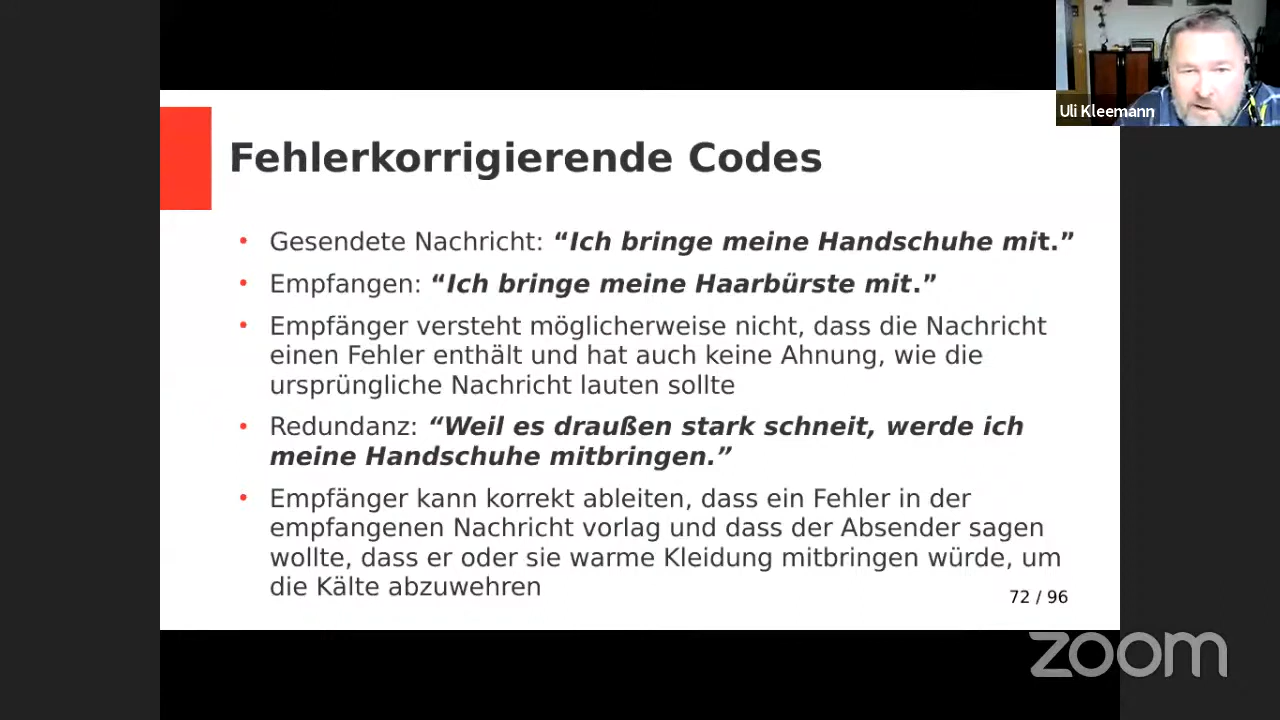 Uli Kleemann
Fehlerkorrigierende Codes
• Gesendete Nachricht: “Ich bringe meine Handschuhe mit.”
• Empfangen: “Ich bringe meine Haarbürste mit.”
• Empfänger versteht möglicherweise nicht, dass die Nachricht
einen Fehler enthält und hat auch keine Ahnung, wie die
ursprüngliche Nachricht lauten sollte
• Redundanz: “Weil es draußen stark schneit, werde ich
meine Handschuhe mitbringen.”
• Empfänger kann korrekt ableiten, dass ein Fehler in der
empfangenen Nachricht vorlag und dass der Absender sagen
wollte, dass er oder sie warme Kleidung mitbringen würde, um
die Kälte abzuwehren
72 / 96
zoom